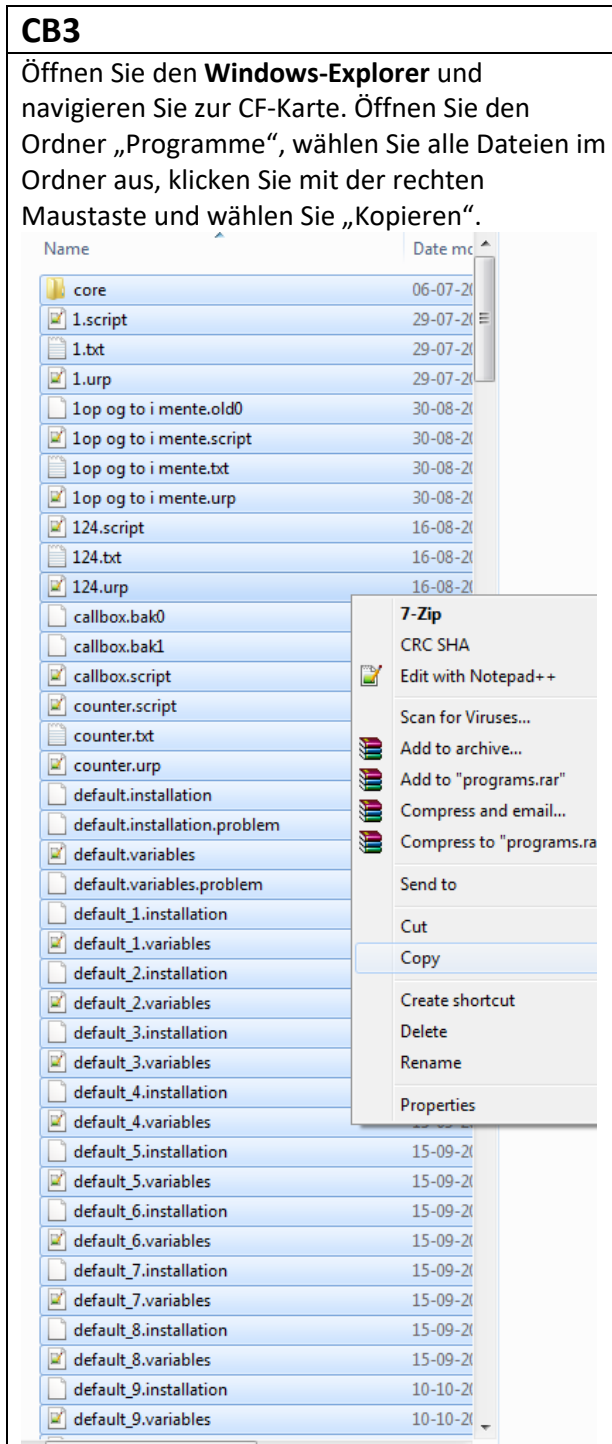 CB3
Öffnen Sie den Windows-Explorer und
navigieren Sie zur CF-Karte. Öffnen Sie den
Ordner „Programme“, wählen Sie alle Dateien im
Ordner aus, klicken Sie mit der rechten
Maustaste und wählen Sie „Kopieren“.
Name Date mo
core 06-07-20
1.script 29-07-20
1.txt 29-07-20
1.urp 29-07-20
1op og to i mente.old0 30-08-20
1op og to i mente.script 30-08-20
1op og to i mente.txt 30-08-20
1op og to i mente.urp 30-08-20
124.script 16-08-20
124.txt 16-08-20
124.urp 16-08-20
callbox.bak0
callbox.bak1
callbox.script
counter.script
counter.txt
counter.urp
default.installation
default.installation.problem
default.variables
default.variables.problem
default_1.installation
default_1.variables
default_2.installation
default_2.variables
default_3.installation
default_3.variables
default_4.installation
default_4.variables
default_5.installation 15-09-20
default_5.variables 15-09-20
default_6.installation 15-09-20
default_6.variables 15-09-20
default_7.installation 15-09-20
default_7.variables 15-09-20
default_8.installation 15-09-20
default_8.variables 15-09-20
default_9.installation 10-10-20
default_9.variables 10-10-20
7-Zip
CRC SHA
Edit with Notepad++
Scan for Viruses...
Add to archive...
Add to "programs.rar"
Compress and email...
Compress to "programs.ra
Send to
Cut
Copy
Create shortcut
Delete
Rename
Properties